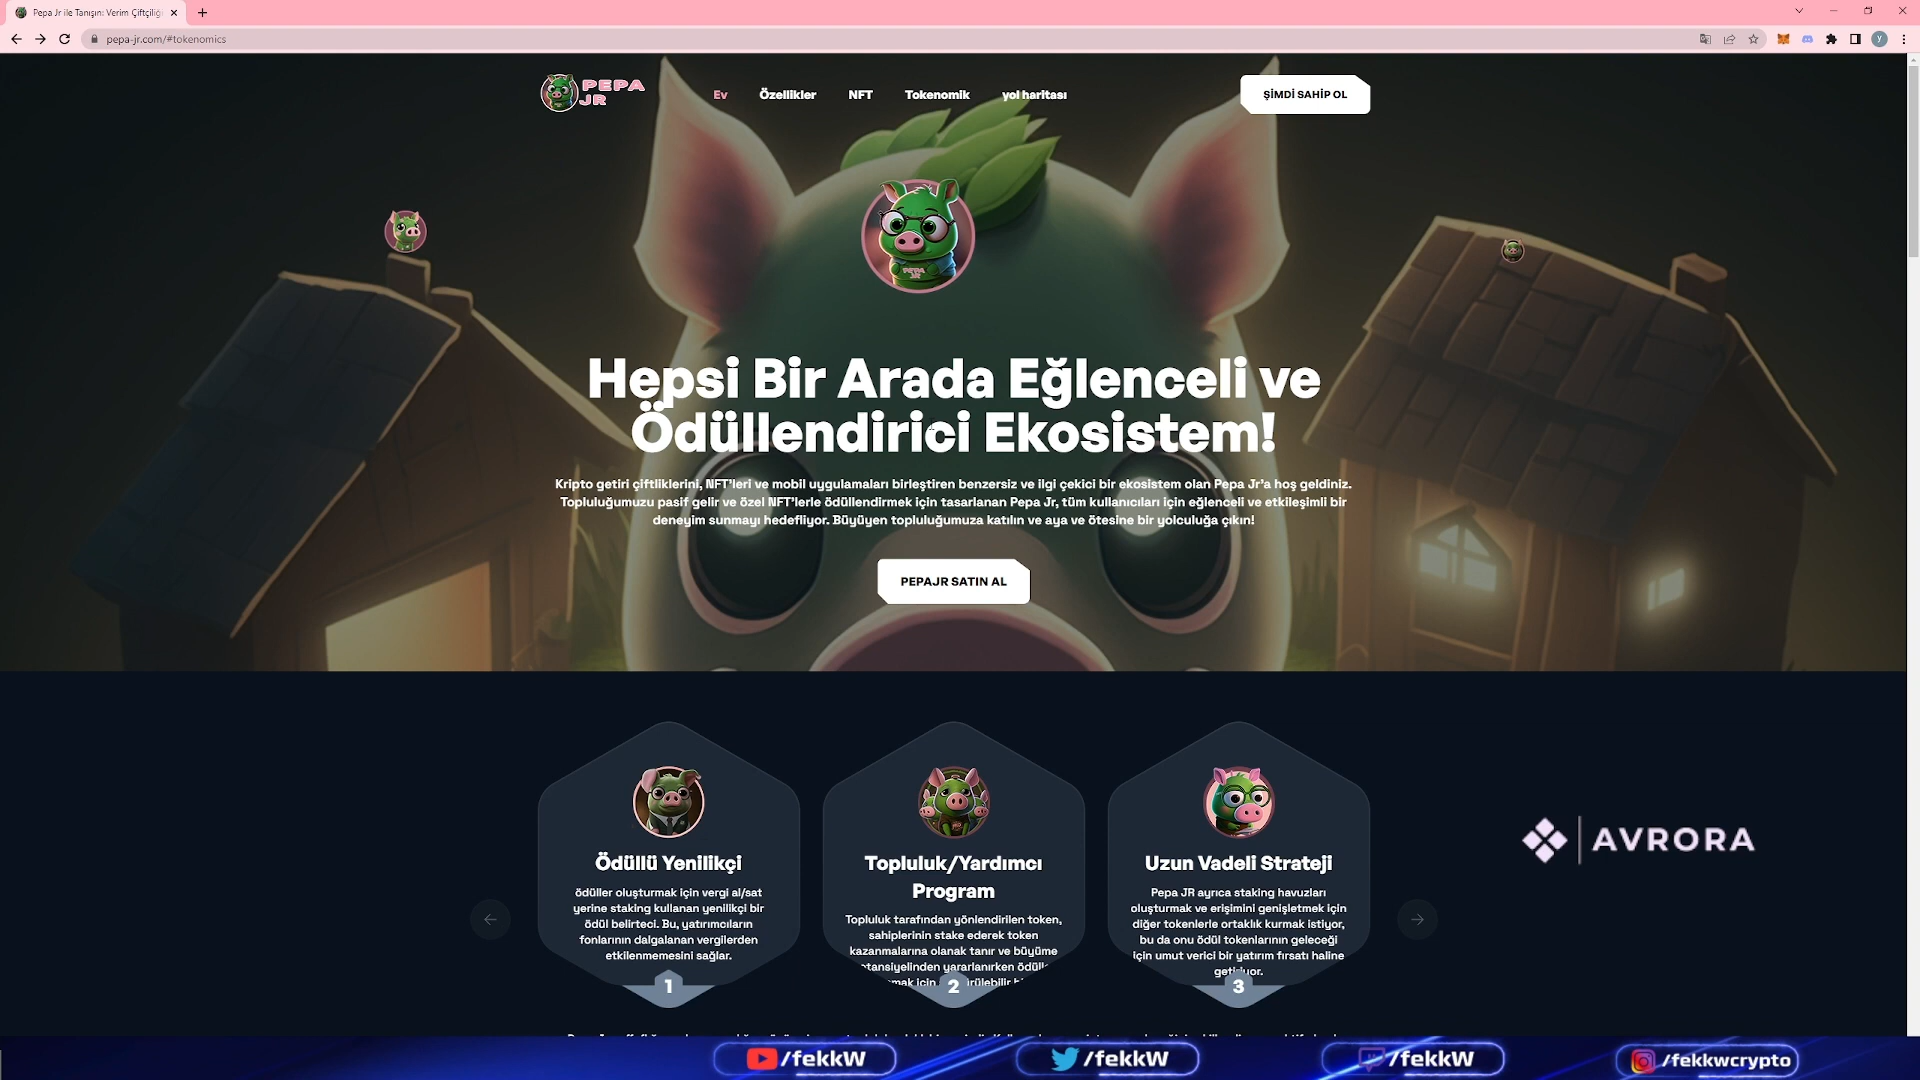 Pepa Jr ile Tanışın: Verim Çiftçiliği
pepa-jr.com/#tokenomics
y
PEPA
JR
Ev
Özellikler
NFT
Tokenomik
yol haritası
ŞİMDİ SAHİP OL
PEPA
JR
Hepsi Bir Arada Eğlenceli ve
Ödüllendirici Ekosistem!
Kripto getiri çiftliklerini, NFT'leri ve mobil uygulamaları birleştiren benzersiz ve ilgi çekici bir ekosistem olan Pepa Jr'a hoş geldiniz.
Topluluğumuzu pasif gelir ve özel NFT'lerle ödüllendirmek için tasarlanan Pepa Jr, tüm kullanıcıları için eğlenceli ve etkileşimli bir
deneyim sunmayı hedefliyor. Büyüyen topluluğumuza katılın ve aya ve ötesine bir yolculuğa çıkın!
PEPAJR SATIN AL
Ödüllü Yenilikçi
ödüller oluşturmak için vergi al/sat
yerine staking kullanan yenilikçi bir
ödül belirteci. Bu, yatırımcıların
fonlarının dalgalanan vergilerden
etkilenmemesini sağlar.
1
Topluluk/Yardımcı
Program
Topluluk tarafından yönlendirilen token,
sahiplerinin stake ederek token
kazanmalarına olanak tanır ve büyüme
yararlanırken
için
2
Uzun Vadeli Strateji
Pepa JR ayrıca staking havuzları
oluşturmak ve erişimini genişletmek için
diğer tokenlerle ortaklık kurmak istiyor,
bu da onu ödül tokenlarının geleceği
için umut verici bir yatırım fırsatı haline
getiriyor.
3
AVRORA
/fekkW
/fekkW
/fekkW
/fekkwcrypto